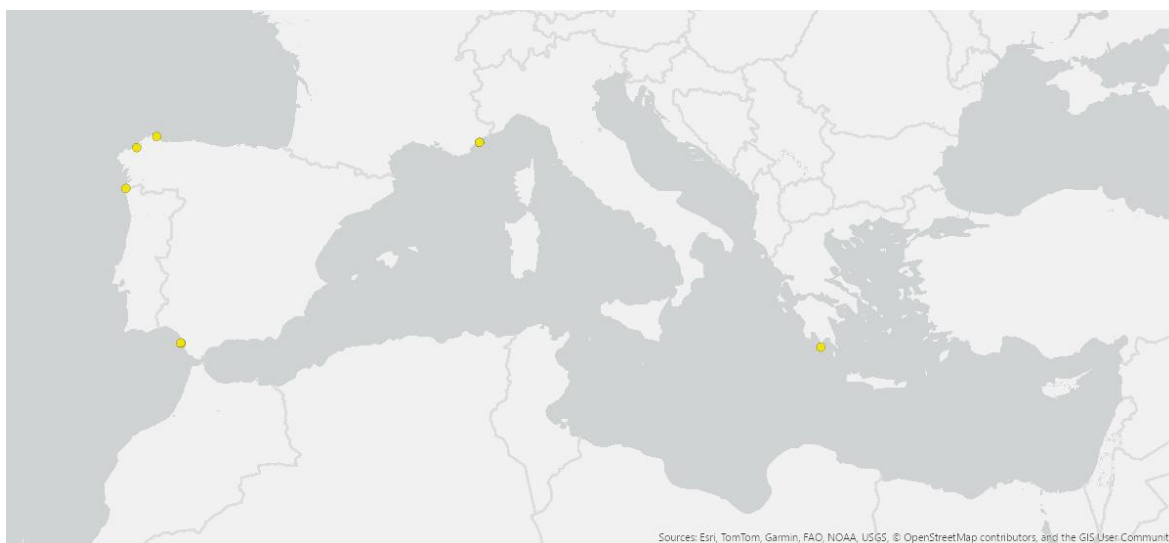 Sources: Esri, TomTom, Garmin, FAO, NOAA, USGS, © OpenStreetMap contributors, and the GIS User Communit